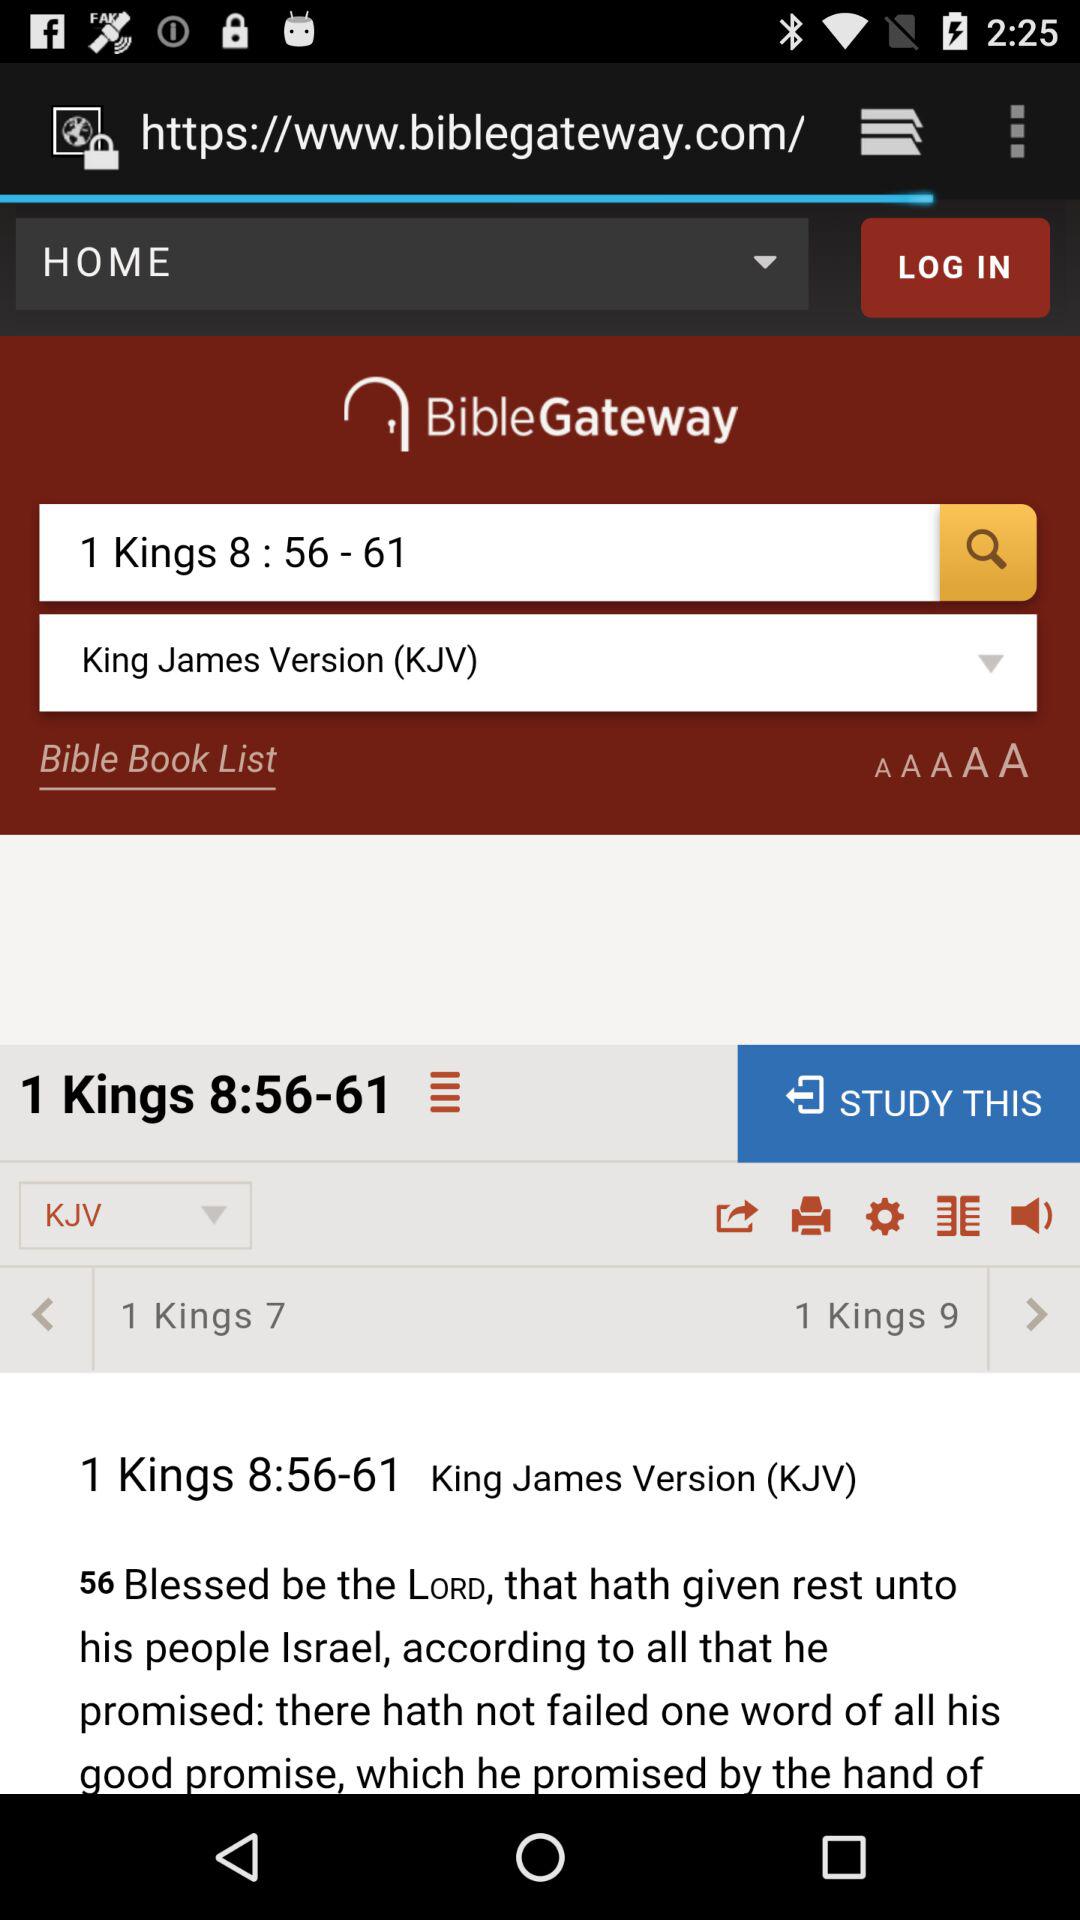 FAKE
2:25
https://www.biblegateway.com/
HOME
LOG IN
BibleGateway
1 Kings 8 : 56 - 61
King James Version (KJV)
Bible Book List
A A A A A
1 Kings 8:56-61
STUDY THIS
KJV
1 Kings 7
1 Kings 9
1 Kings 8:56-61 King James Version (KJV)
56 Blessed be the LORD, that hath given rest unto
his people Israel, according to all that he
promised: there hath not failed one word of all his
good promise, which he promised by the hand of